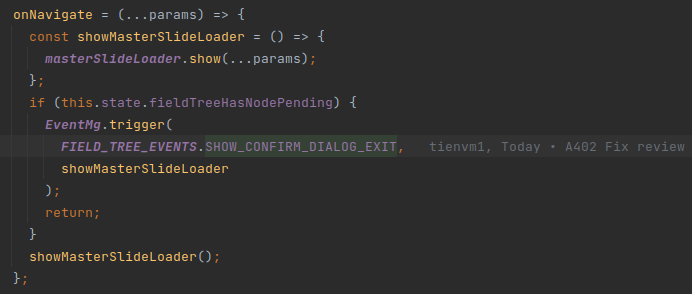 onNavigate = (...params) => {
  const showMasterSlideLoader = () => {
    masterSlideLoader.show(...params);
  };
  if (this.state.fieldTreeHasNodePending) {
    EventMg.trigger(
      FIELD_TREE_EVENTS.SHOW_CONFIRM_DIALOG_EXIT,   tienvm1, Today • A402 Fix review
      showMasterSlideLoader
    );
    return;
  }
  showMasterSlideLoader();
};